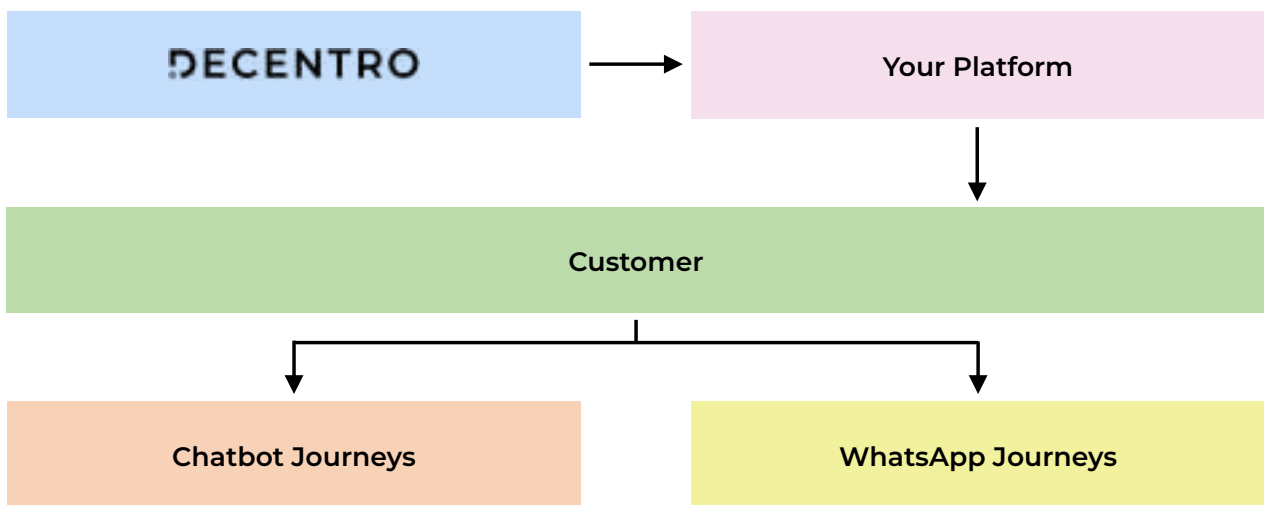 DECENTRO
Your Platform
Customer
Chatbot Journeys
WhatsApp Journeys